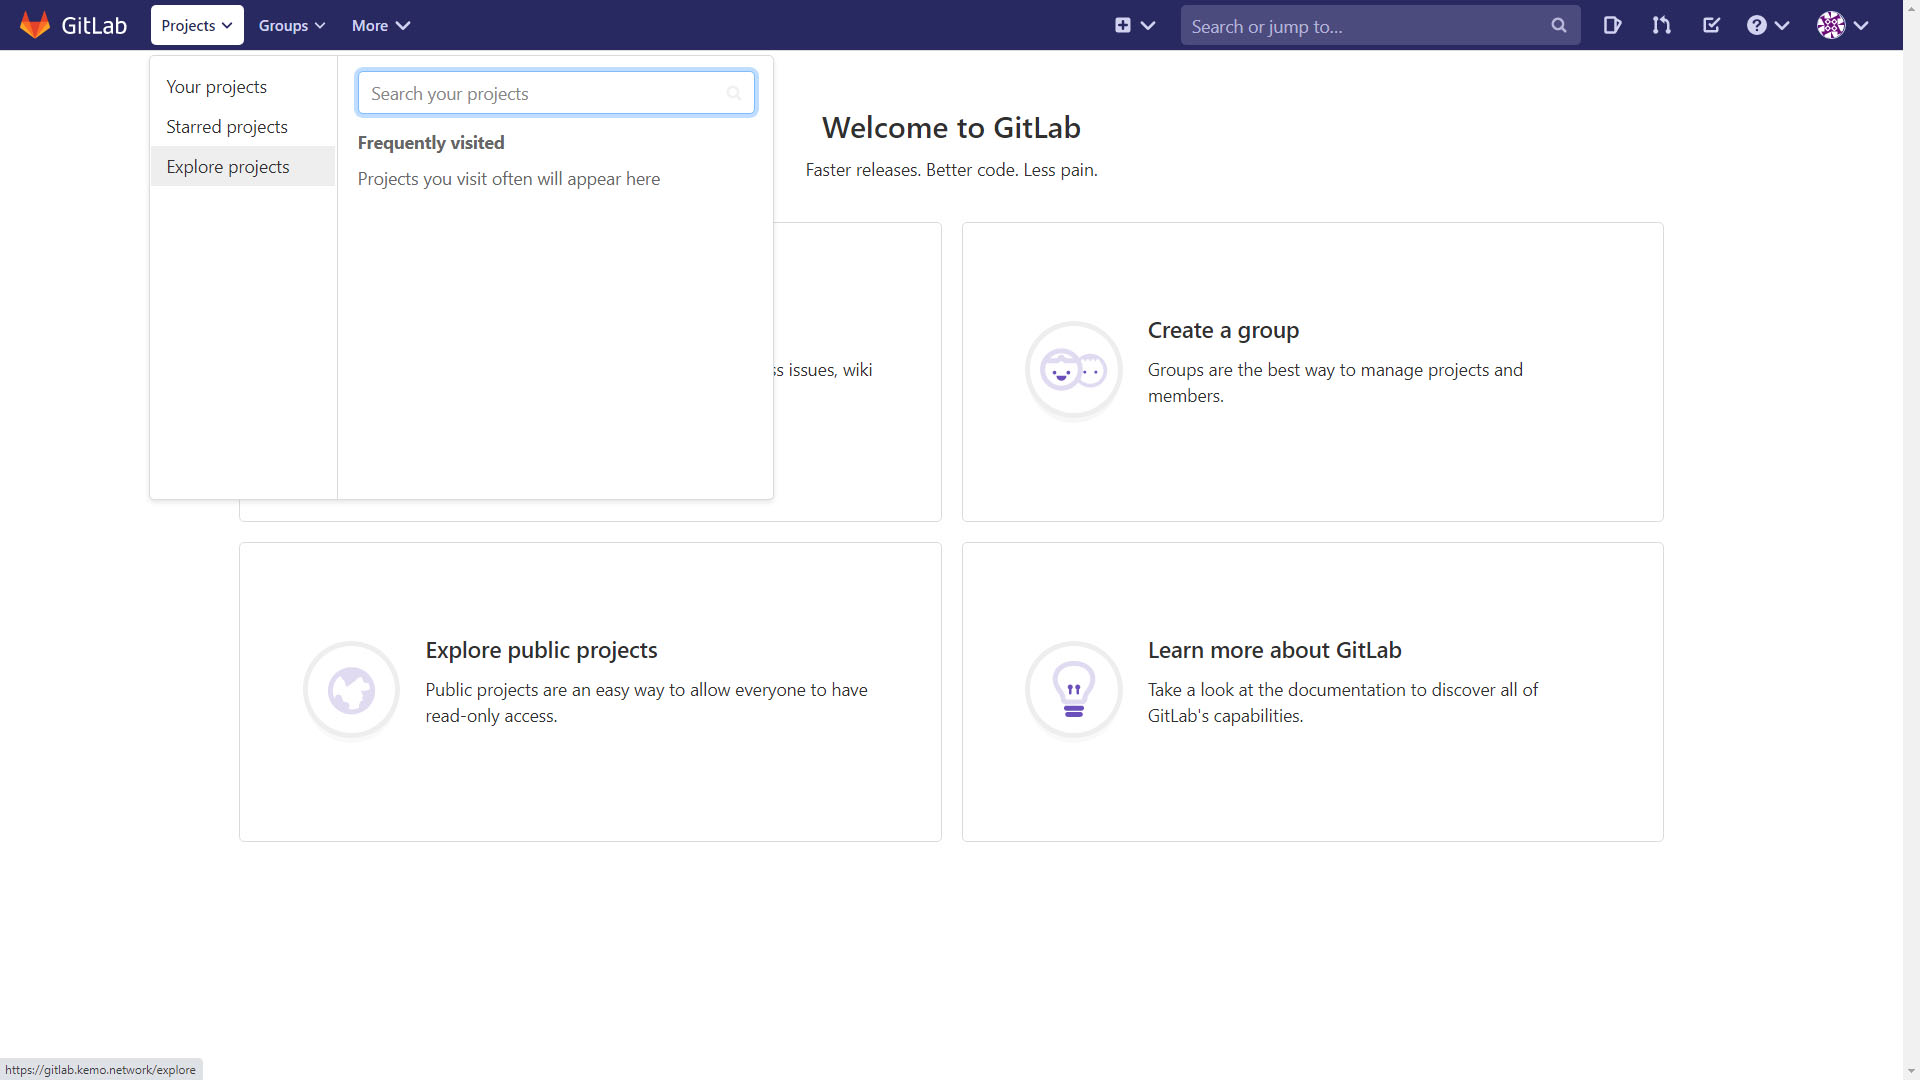 GitLab
Projects
Groups
More
Search or jump to...
Your projects
Starred projects
Explore projects
Search your projects
Frequently visited
Projects you visit often will appear here
Welcome to GitLab
Faster releases. Better code. Less pain.
issues, wiki
Create a group
Groups are the best way to manage projects and
members.
Explore public projects
Public projects are an easy way to allow everyone to have
read-only access.
Learn more about GitLab
Take a look at the documentation to discover all of
GitLab's capabilities.
https://gitlab.kemo.network/explore